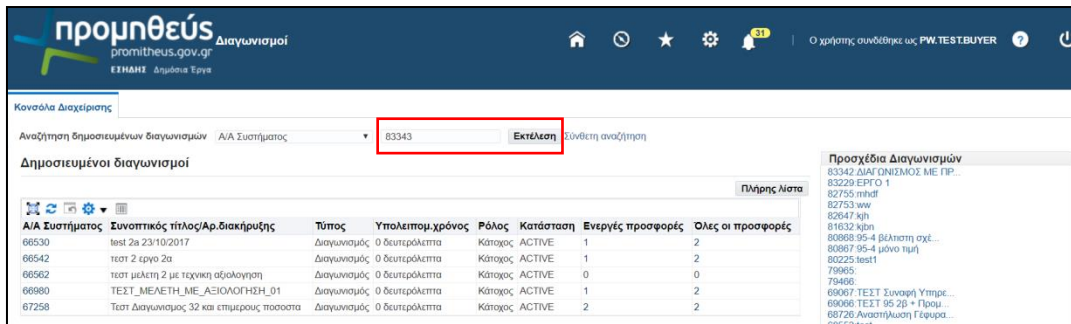 προμηθεύς Διαγωνισμοί
promitheus.gov.gr
ΕΣΗΔΗΣ Δημόσια Έργα
31
Ο χρήστης συνδέθηκε ως PW.TEST.BUYER ?
Κονσόλα Διαχείρισης
Αναζήτηση δημοσιευμένων διαγωνισμών Α/Α Συστήματος 83343 Εκτέλεση Σύνθετη αναζήτηση
Δημοσιευμένοι διαγωνισμοί
Πλήρης λίστα
Α/Α Συστήματος Συνοπτικός τίτλος/Αρ.διακήρυξης Τύπος Υπολειπομ.χρόνος Ρόλος Κατάσταση Ενεργές προσφορές Όλες οι προσφορές
66530 test 2a 23/10/2017 Διαγωνισμός 0 δευτερόλεπτα Κάτοχος ACTIVE 1 2
66542 τεστ 2 εργο 2α Διαγωνισμός 0 δευτερόλεπτα Κάτοχος ACTIVE 1 2
66562 τεστ μελετη 2 με τεχνικη αξιολογηση Διαγωνισμός 0 δευτερόλεπτα Κάτοχος ACTIVE 0 0
66980 ΤΕΣΤ_ΜΕΛΕΤΗ_ΜΕ_ΑΞΙΟΛΟΓΗΣΗ_01 Διαγωνισμός 0 δευτερόλεπτα Κάτοχος ACTIVE 1 2
67258 Τεστ Διαγωνισμος 32 και επιμερους ποσοστα Διαγωνισμός 0 δευτερόλεπτα Κάτοχος ACTIVE 2 2
Προσχέδια Διαγωνισμών
83342:ΔΙΑΓΩΝΙΣΜΟΣ ΜΕ ΠΡ...
83229:ΕΡΓΟ 1
82755:mhdf
82753:ww
82647:kjh
81632:kjbn
80868:95-4 βέλτιστη σχέ...
80867:95-4 μόνο τιμή
80225:test1
79965:
79466:
69067:ΤΕΣΤ Συναφή Υπηρε...
69066:ΤΕΣΤ 95 2β + Προμ...
68726:Αναστήλωση Γέφυρα...